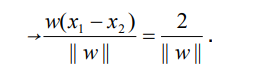 → w(x₁ − x₂) / ‖ w ‖ = 2 / ‖ w ‖ .